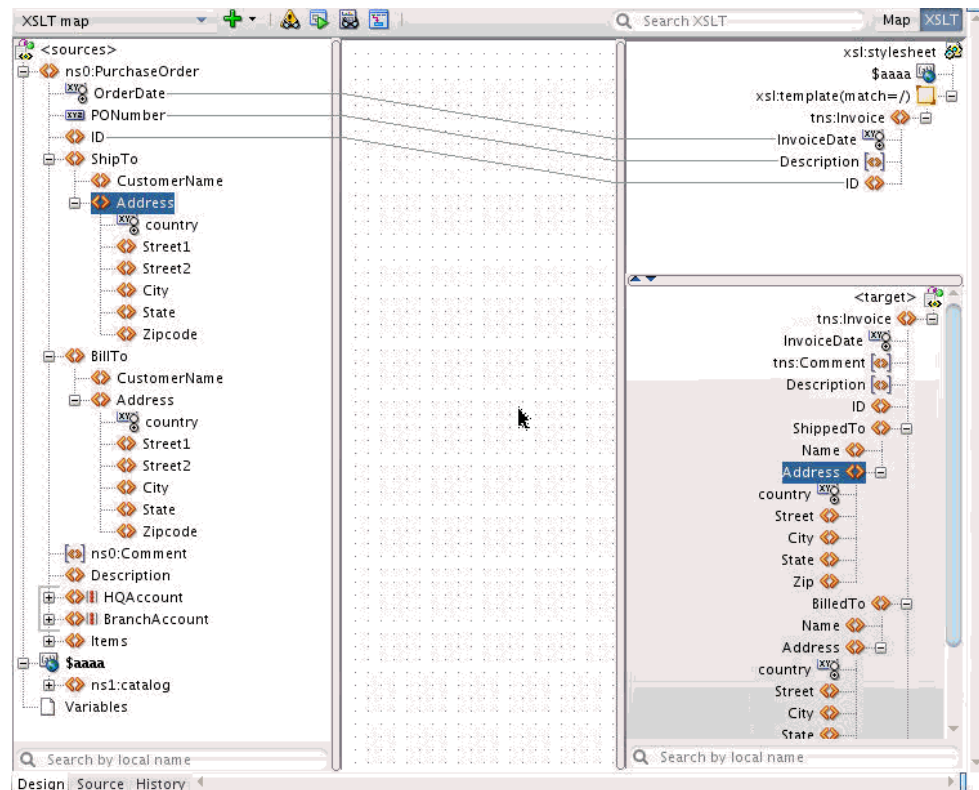 XSLT map
Search XSLT
Map XSLT
<sources>
ns0:PurchaseOrder
OrderDate
PONumber
ID
ShipTo
CustomerName
Address
country
Street1
Street2
City
State
Zipcode
BillTo
CustomerName
Address
country
Street1
Street2
City
State
Zipcode
ns0:Comment
Description
HQAccount
BranchAccount
Items
$aaaa
ns1:catalog
Variables
Search by local name
xsl:stylesheet
$aaaa
xsl:template(match=/)
tns:Invoice
InvoiceDate
Description
ID
<target>
tns:Invoice
InvoiceDate
tns:Comment
Description
ID
ShippedTo
Name
Address
country
Street
City
State
Zip
BilledTo
Name
Address
country
Street
City
State
Search by local name
Design Source History